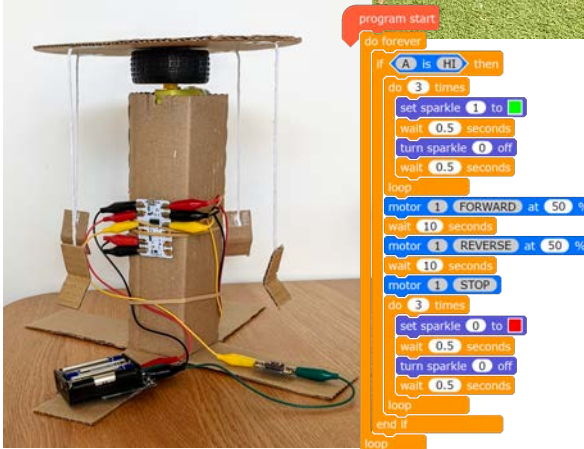 program start
do forever
if A is HI then
do 3 times
set sparkle 1 to
wait 0.5 seconds
turn sparkle 0 off
wait 0.5 seconds
loop
motor 1 FORWARD at 50 %
wait 10 seconds
motor 1 REVERSE at 50 %
wait 10 seconds
motor 1 STOP
do 3 times
set sparkle 0 to
wait 0.5 seconds
turn sparkle 0 off
wait 0.5 seconds
loop
end if
loop